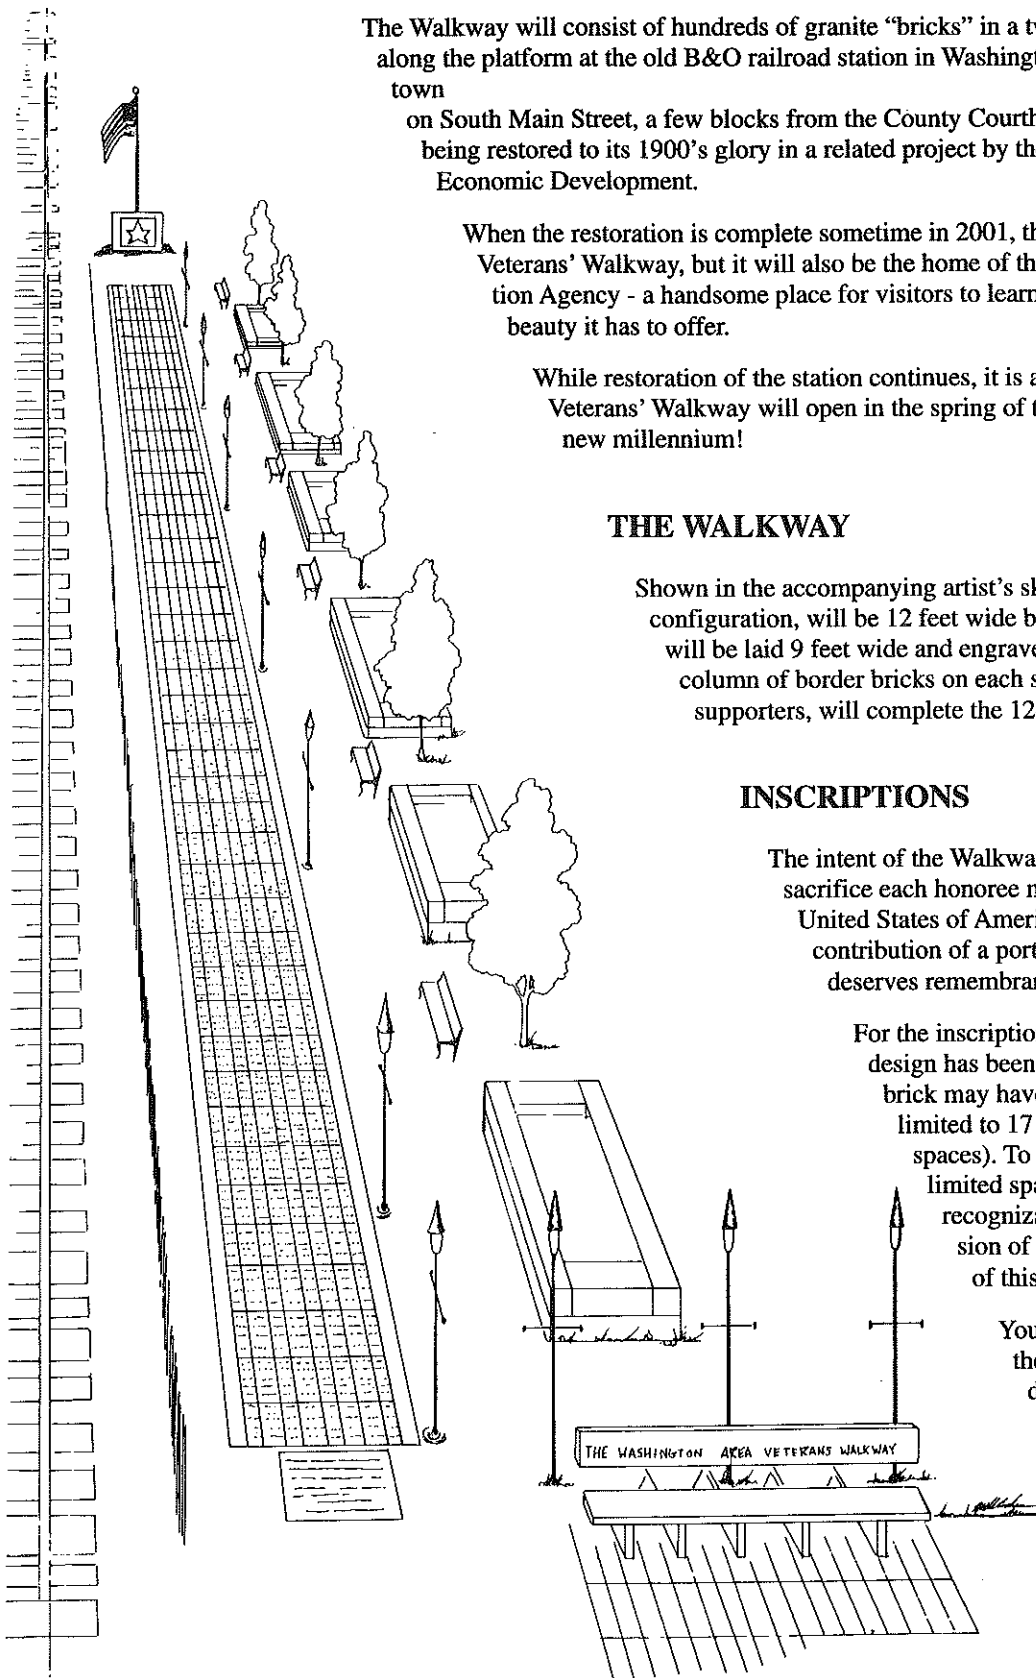 The Walkway will consist of hundreds of granite “bricks” in a tw
along the platform at the old B&O railroad station in Washingt
town
on South Main Street, a few blocks from the County Courth
being restored to its 1900's glory in a related project by th
Economic Development.
When the restoration is complete sometime in 2001, th
Veterans' Walkway, but it will also be the home of th
tion Agency - a handsome place for visitors to learn
beauty it has to offer.
While restoration of the station continues, it is a
Veterans' Walkway will open in the spring of t
new millennium!
THE WALKWAY
Shown in the accompanying artist's sk
configuration, will be 12 feet wide b
will be laid 9 feet wide and engrave
column of border bricks on each s
supporters, will complete the 12
INSCRIPTIONS
The intent of the Walkwa
sacrifice each honoree m
United States of Ameri
contribution of a port
deserves remembran
For the inscriptio
design has been
brick may have
limited to 17
spaces). To
limited spa
recogniza
sion of
of this
You
the
d
THE WASHINGTON AREA VETERANS WALKWAY